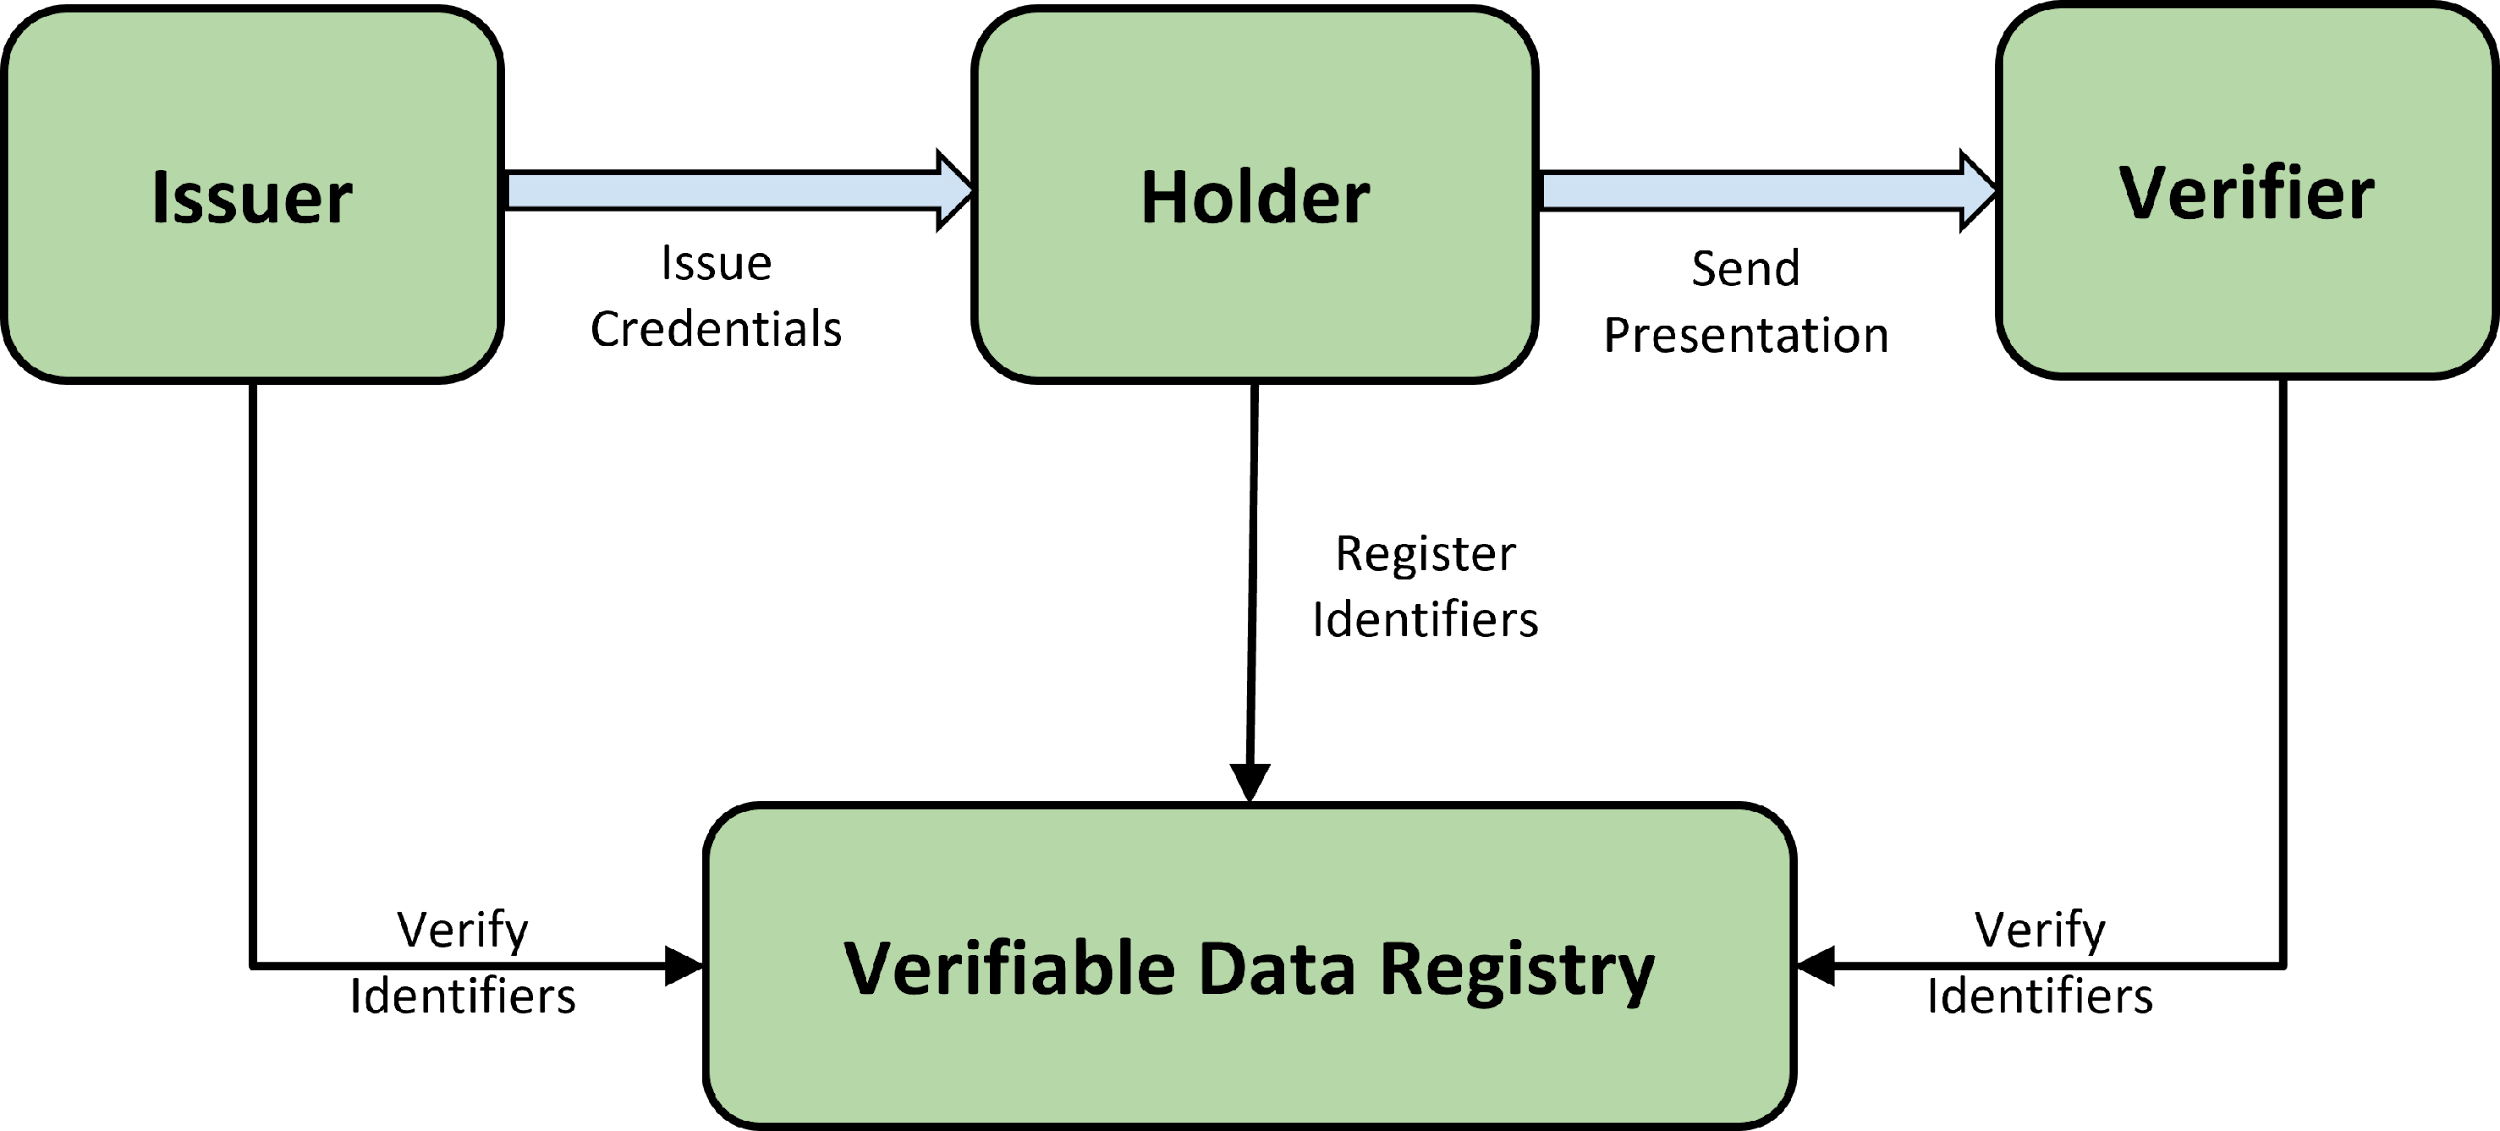 Issuer
Holder
Verifier
Issue
Credentials
Send
Presentation
Register
Identifiers
Verify
Identifiers
Verifiable Data Registry
Verify
Identifiers